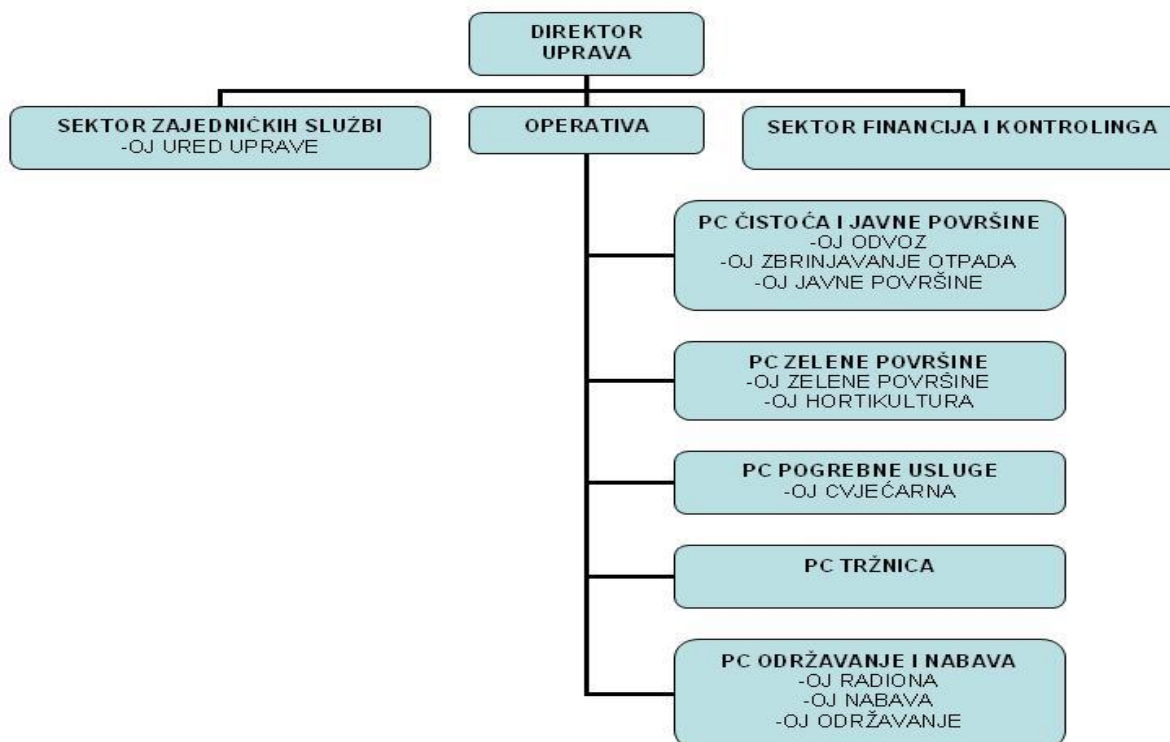 DIREKTOR
UPRAVA
SEKTOR ZAJEDNIČKIH SLUŽBI
-OJ URED UPRAVE
OPERATIVA
SEKTOR FINANCIJA I KONTROLINGA
PC ČISTOĆA I JAVNE POVRŠINE
-OJ ODVOZ
-OJ ZBRINJAVANJE OTPADA
-OJ JAVNE POVRŠINE
PC ZELENE POVRŠINE
-OJ ZELENE POVRŠINE
-OJ HORTIKULTURA
PC POGREBNE USLUGE
-OJ CVJEĆARNA
PC TRŽNICA
PC ODRŽAVANJE I NABAVA
-OJ RADIONA
-OJ NABAVA
-OJ ODRŽAVANJE